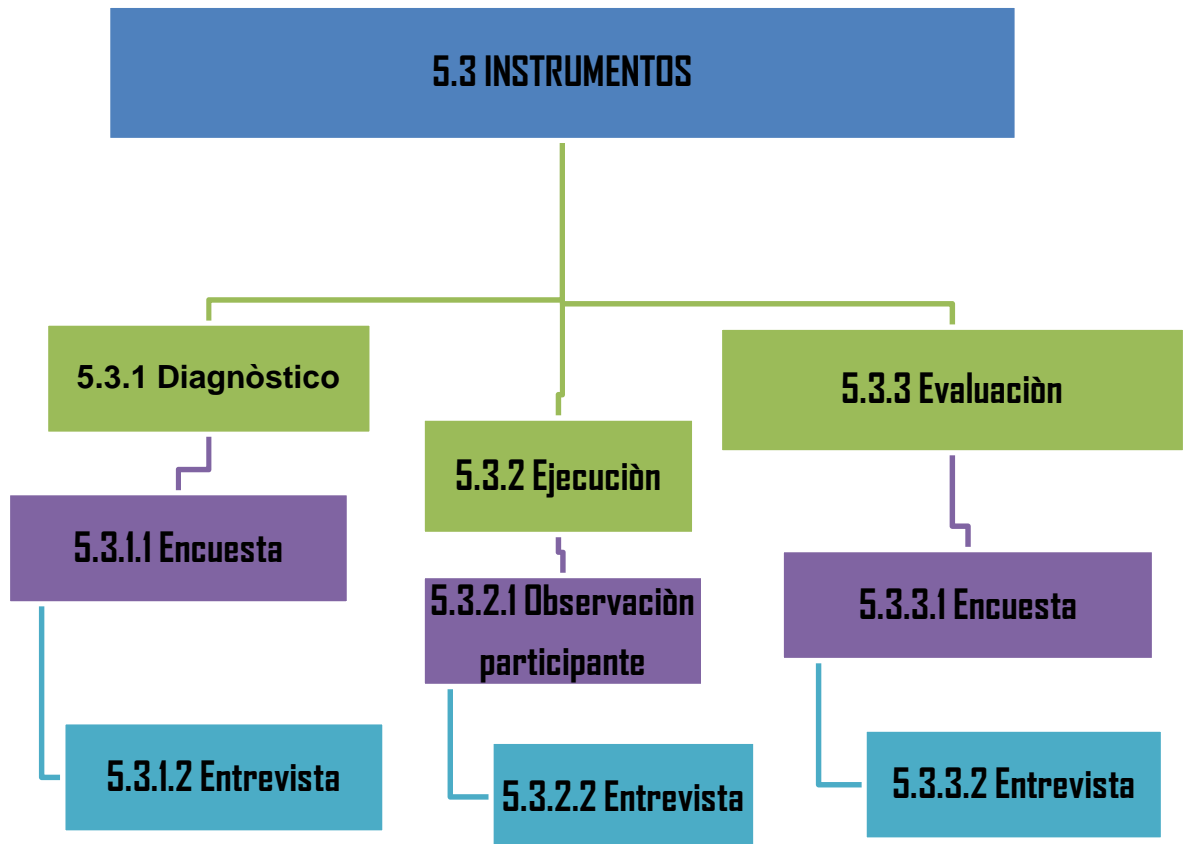 5.3 INSTRUMENTOS
5.3.1 Diagnòstico
5.3.3 Evaluaciòn
5.3.2 Ejecuciòn
5.3.1.1 Encuesta
5.3.2.1 Observaciòn
participante
5.3.3.1 Encuesta
5.3.1.2 Entrevista
5.3.2.2 Entrevista
5.3.3.2 Entrevista